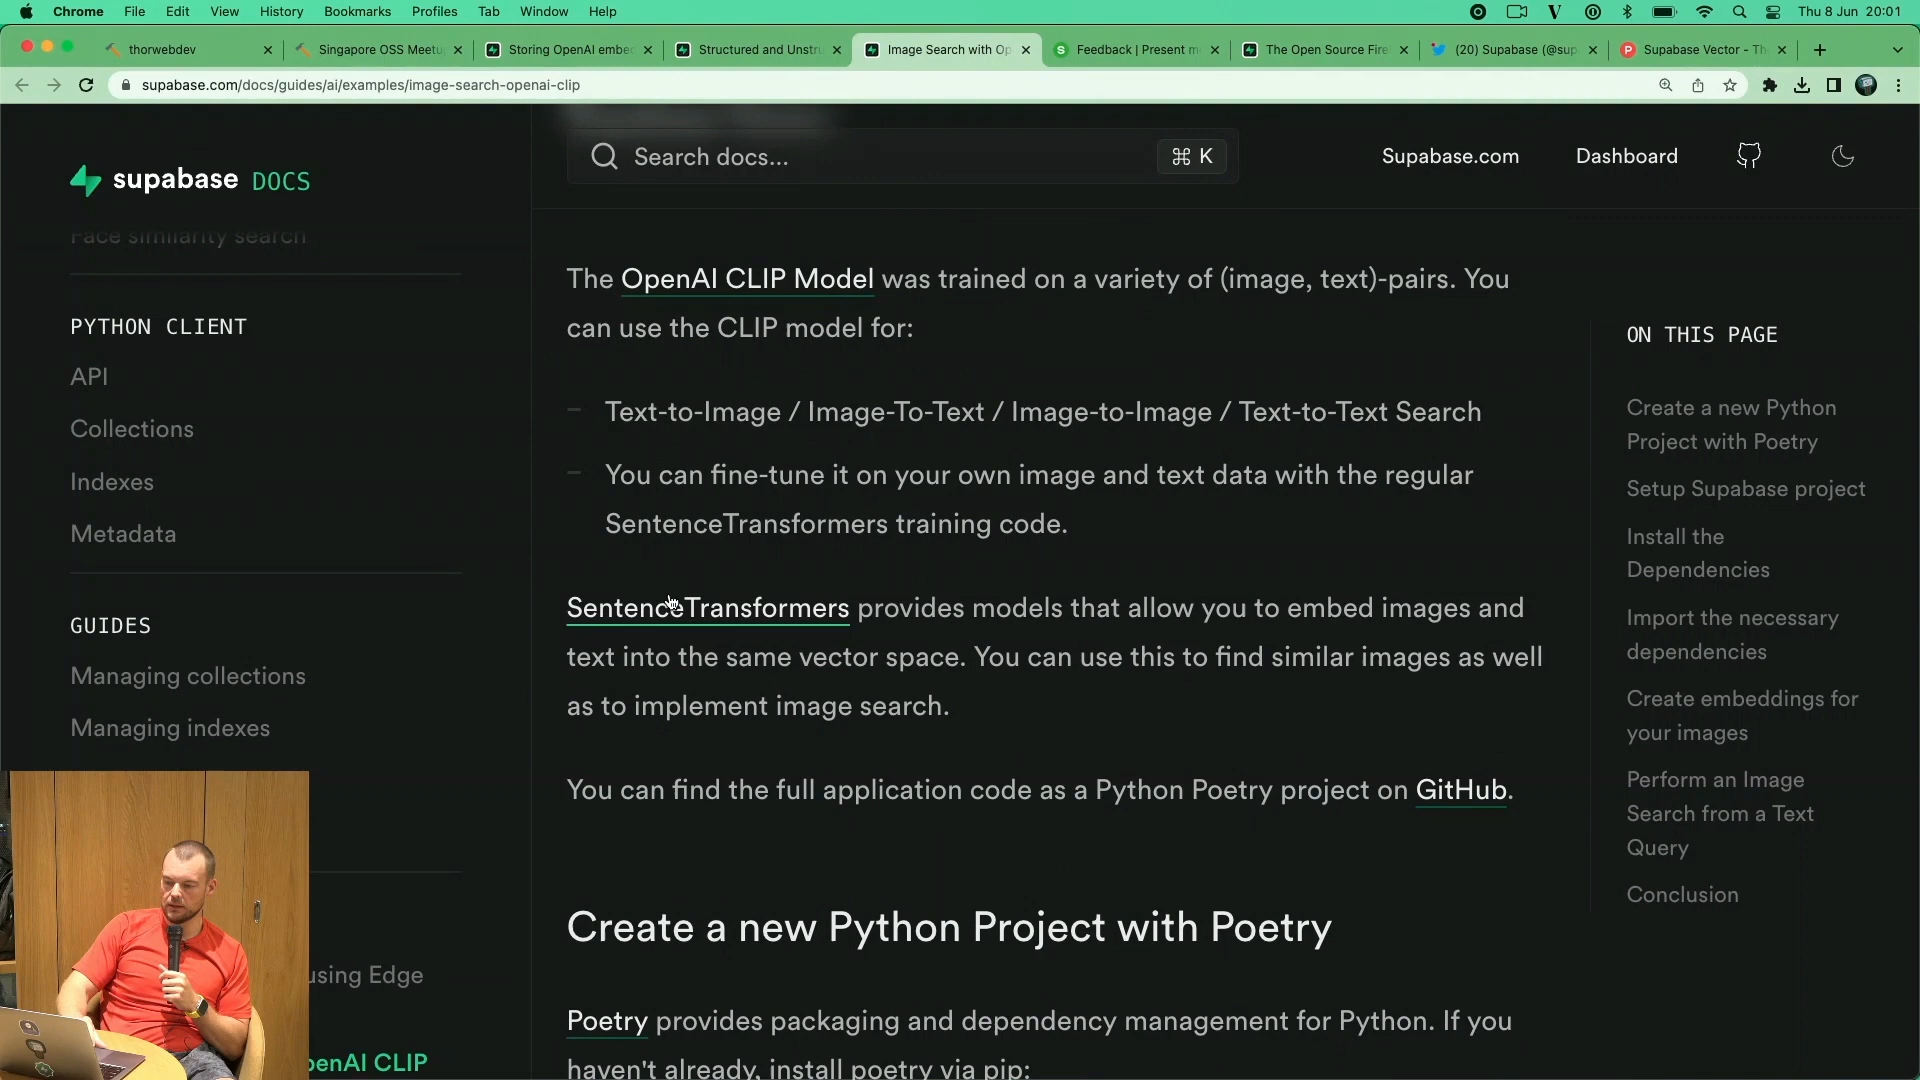 Chrome File Edit View History Bookmarks Profiles Tab Window Help
Thu 8 Jun 20:01
thorwebdev
Singapore OSS Meetu
Storing OpenAI embe
Structured and Unstru
Image Search with Op
Feedback | Present m
The Open Source Fire
(20) Supabase (@sup
Supabase Vector - Th
supabase.com/docs/guides/ai/examples/image-search-openai-clip
supabase DOCS
Search docs...
⌘ K
Supabase.com
Dashboard
Face similarity search
PYTHON CLIENT
API
Collections
Indexes
Metadata
GUIDES
Managing collections
Managing indexes
using Edge
penAI CLIP
The OpenAI CLIP Model was trained on a variety of (image, text)-pairs. You
can use the CLIP model for:
Text-to-Image / Image-To-Text / Image-to-Image / Text-to-Text Search
You can fine-tune it on your own image and text data with the regular
SentenceTransformers training code.
SentenceTransformers provides models that allow you to embed images and
text into the same vector space. You can use this to find similar images as well
as to implement image search.
You can find the full application code as a Python Poetry project on GitHub.
Create a new Python Project with Poetry
Poetry provides packaging and dependency management for Python. If you
haven't already, install poetry via pip:
ON THIS PAGE
Create a new Python
Project with Poetry
Setup Supabase project
Install the
Dependencies
Import the necessary
dependencies
Create embeddings for
your images
Perform an Image
Search from a Text
Query
Conclusion